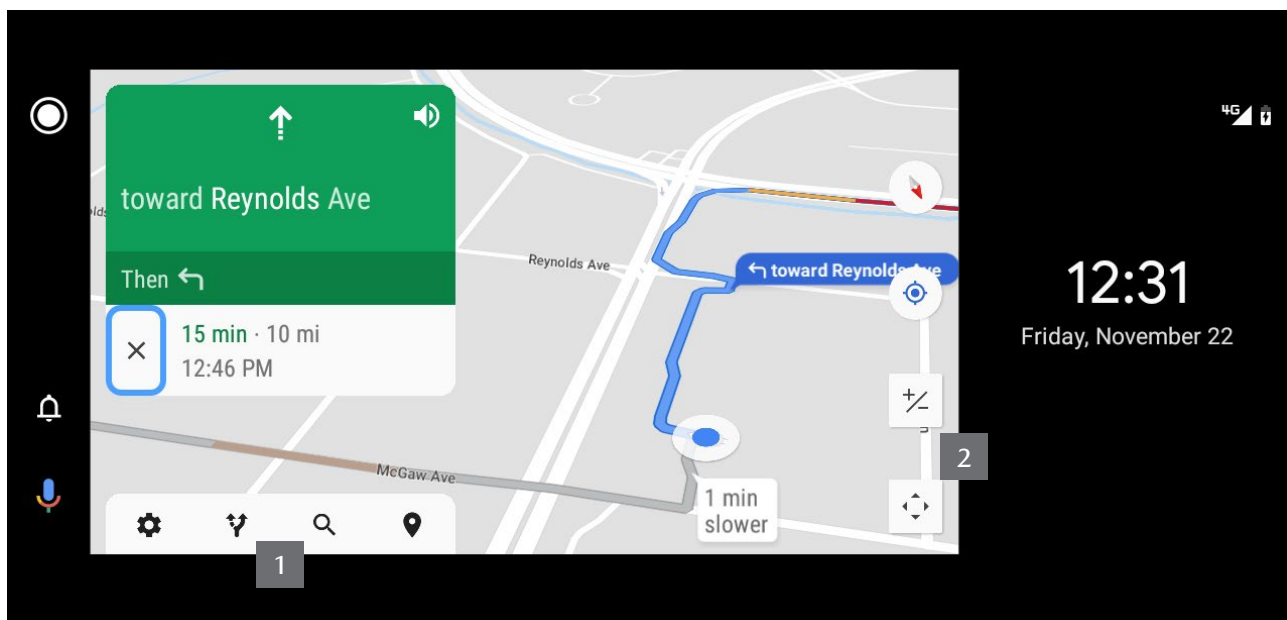 toward Reynolds Ave
Then
15 min · 10 mi
12:46 PM
Reynolds Ave
toward Reynolds Ave
McGaw Ave
1 min
slower
1
2
4G
12:31
Friday, November 22